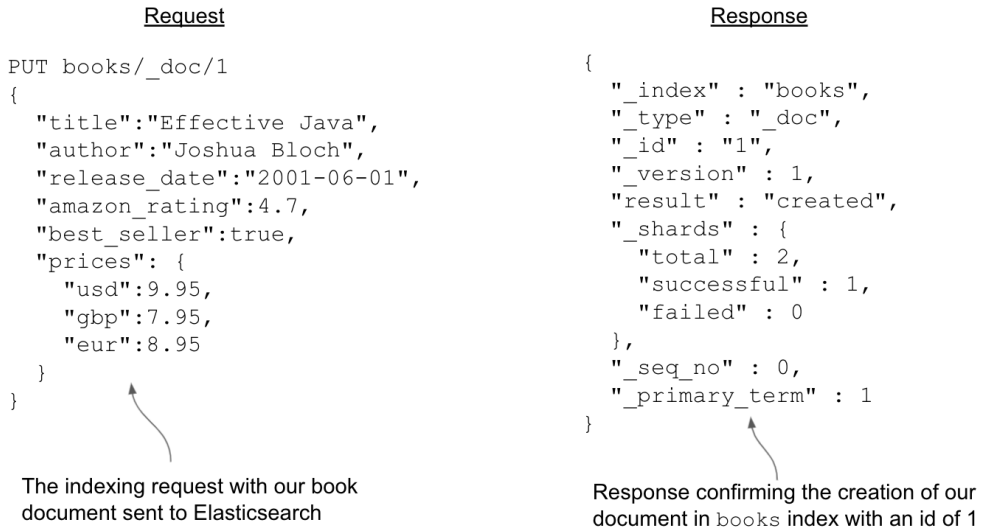 Request
PUT books/_doc/1
{
  "title":"Effective Java",
  "author":"Joshua Bloch",
  "release_date":"2001-06-01",
  "amazon_rating":4.7,
  "best_seller":true,
  "prices": {
    "usd":9.95,
    "gbp":7.95,
    "eur":8.95
  }
}
The indexing request with our book
document sent to Elasticsearch
Response
{
  "_index" : "books",
  "_type" : "_doc",
  "_id" : "1",
  "_version" : 1,
  "result" : "created",
  "_shards" : {
    "total" : 2,
    "successful" : 1,
    "failed" : 0
  },
  "_seq_no" : 0,
  "_primary_term" : 1
}
Response confirming the creation of our
document in books index with an id of 1